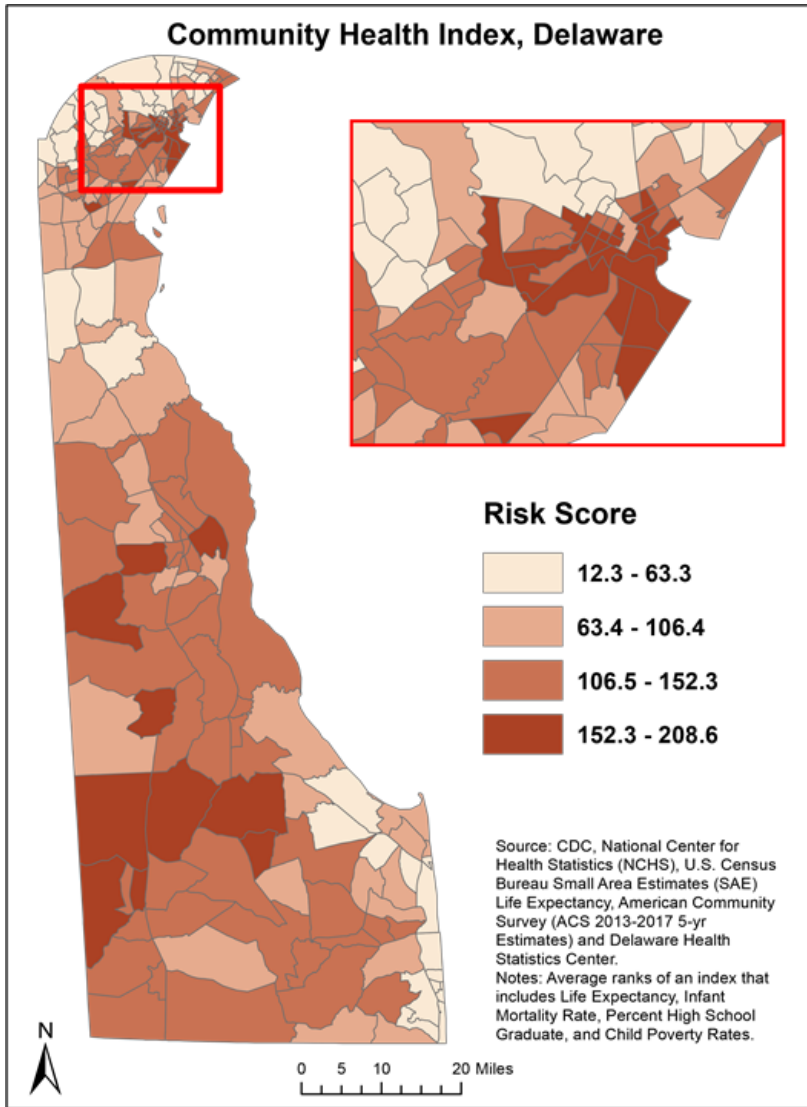 Community Health Index, Delaware
Risk Score
12.3 - 63.3
63.4 - 106.4
106.5 - 152.3
152.3 - 208.6
Source: CDC, National Center for
Health Statistics (NCHS), U.S. Census
Bureau Small Area Estimates (SAE)
Life Expectancy, American Community
Survey (ACS 2013-2017 5-yr
Estimates) and Delaware Health
Statistics Center.
Notes: Average ranks of an index that
includes Life Expectancy, Infant
Mortality Rate, Percent High School
Graduate, and Child Poverty Rates.
N
0 5 10 20 Miles